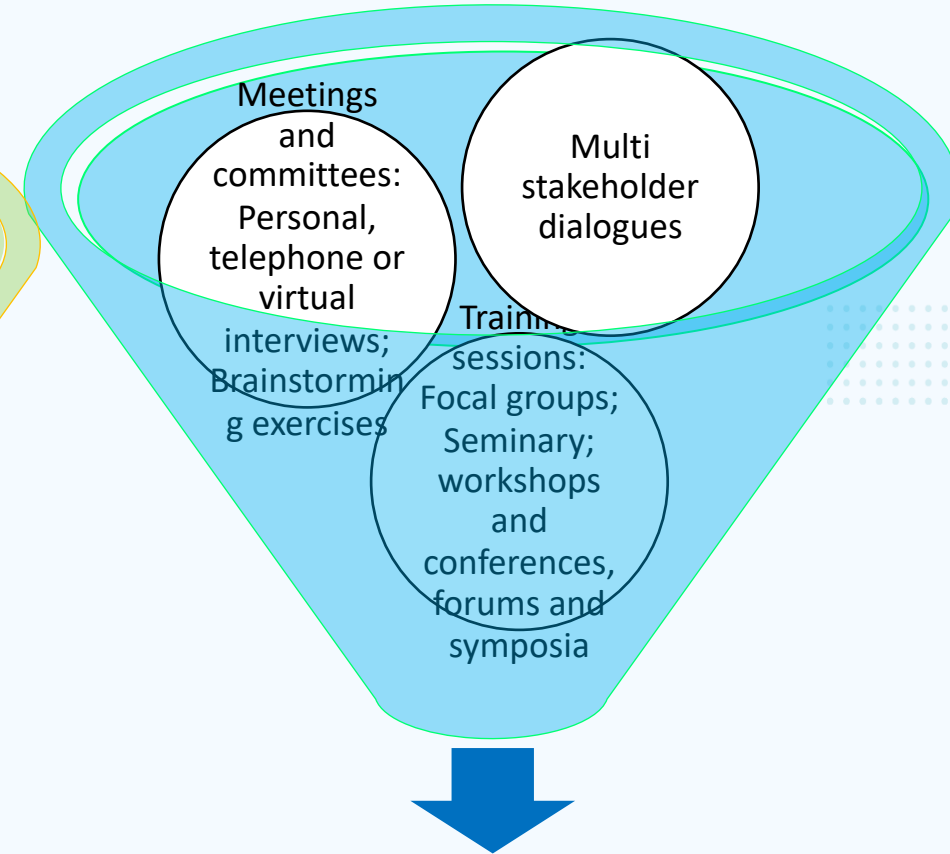 Meetings
and
committees:
Personal,
telephone or
virtual
interviews;
Brainstormin
g exercises
Multi
stakeholder
dialogues
Training
sessions:
Focal groups;
Seminary;
workshops
and
conferences,
forums and
symposia